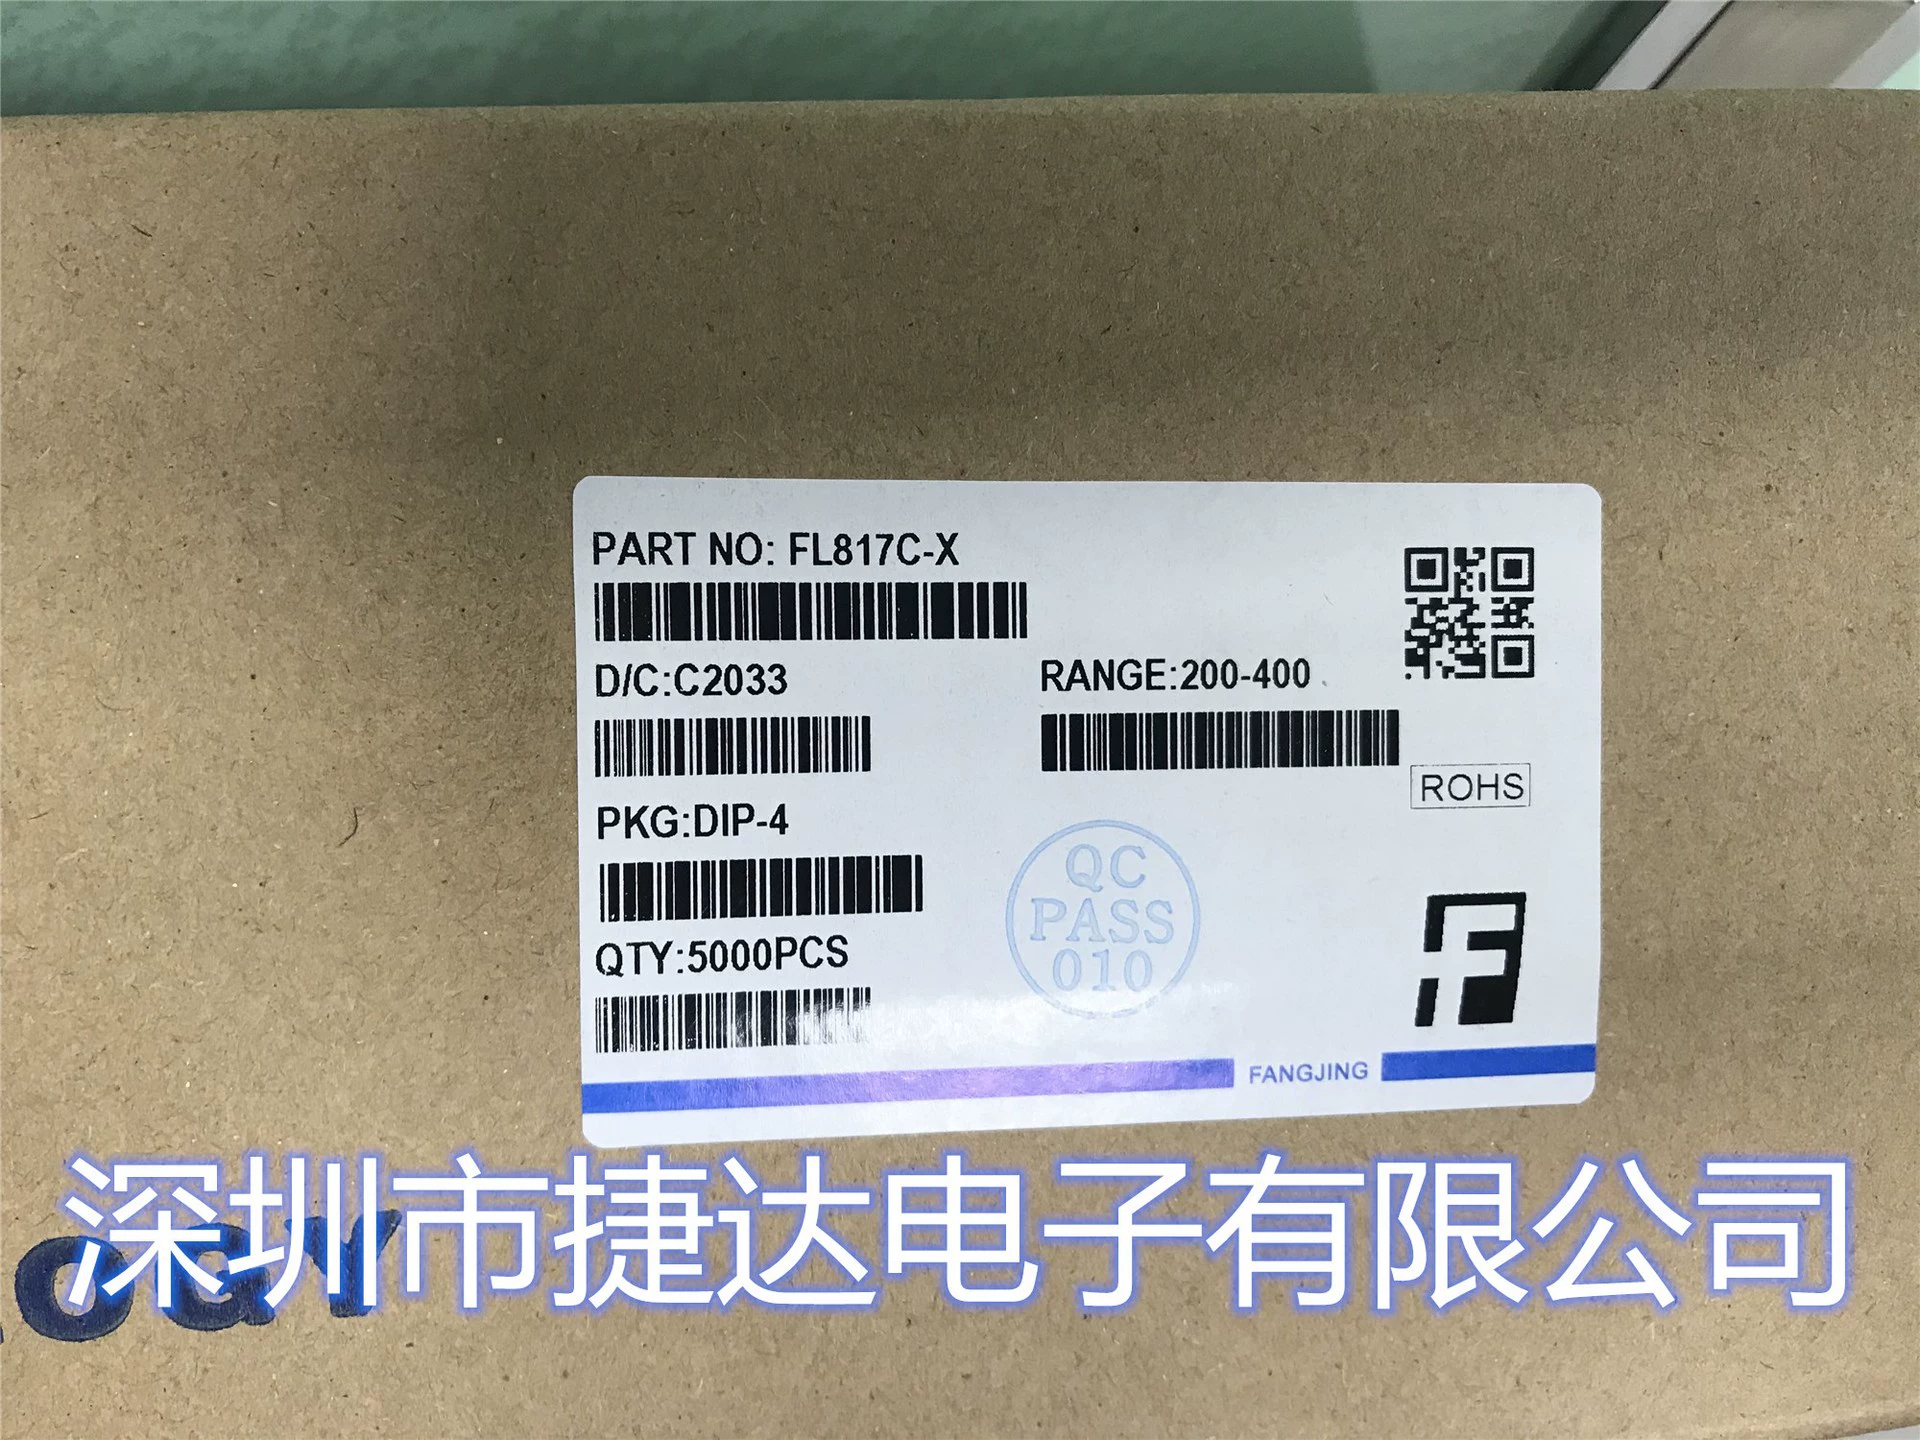 PART NO: FL817C-X
D/C:C2033
RANGE:200-400
ROHS
PKG:DIP-4
QC
PASS
010
QTY:5000PCS
FANGJING
深圳市捷达电子有限公司
OGY